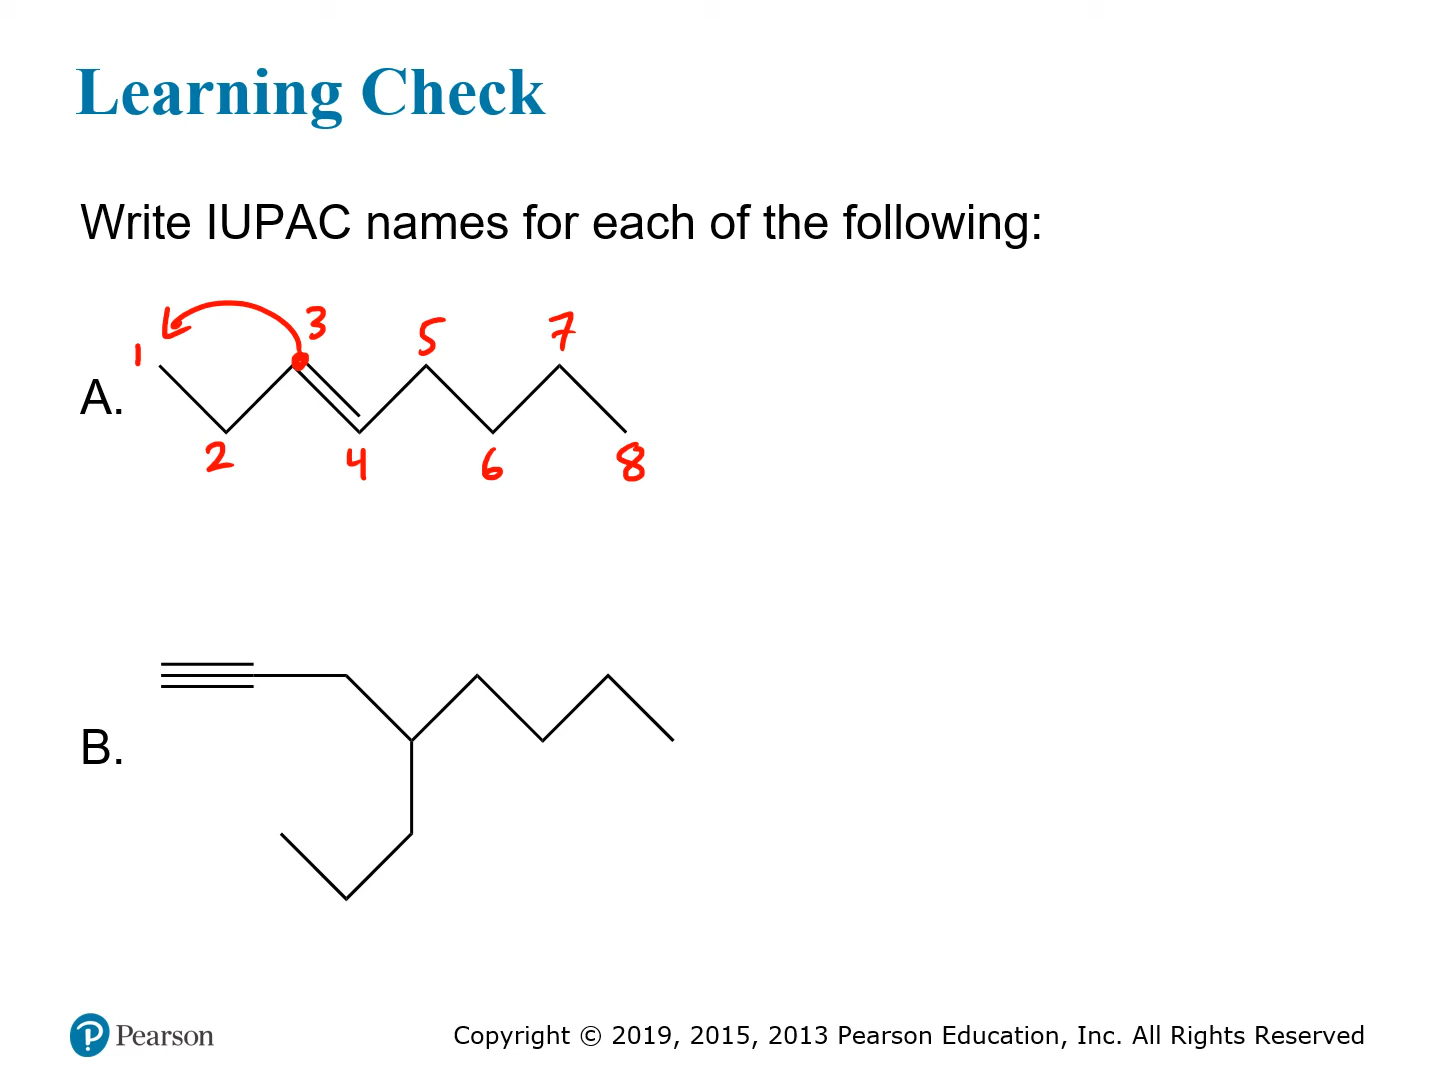 Learning Check
Write IUPAC names for each of the following:
3 5 7
1
A.
2 4 6 8
B.
Pearson
Copyright © 2019, 2015, 2013 Pearson Education, Inc. All Rights Reserved